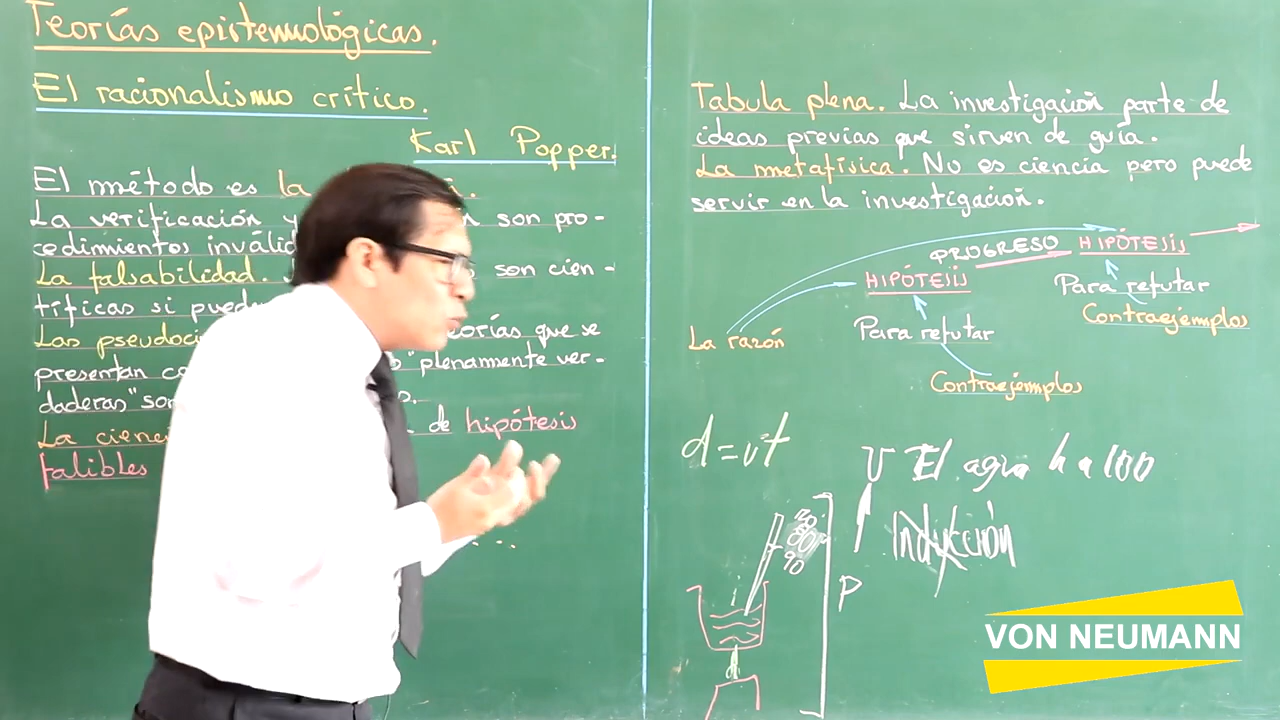 Teorías epistemológicas.
El racionalismo crítico.
Karl Popper.
El método es la
La verificación y son pro-
cedimientos inválid
La falsabilidad. son cien-
tíficas si puede
Las pseudoci teorías que se
presentan co "plenamente ver-
daderas" son
La cienci de hipótesis
falibles
Tabula plena. La investigación parte de
ideas previas que sirven de guía.
La metafísica. No es ciencia pero puede
servir en la investigación.
PROGRESO HIPÓTESIS
HIPÓTESIS
Para refutar
Contraejemplos
La razón
Para refutar
Contraejemplos
d=vt
U El agua h a 100
Inducción
80
90
P
VON NEUMANN